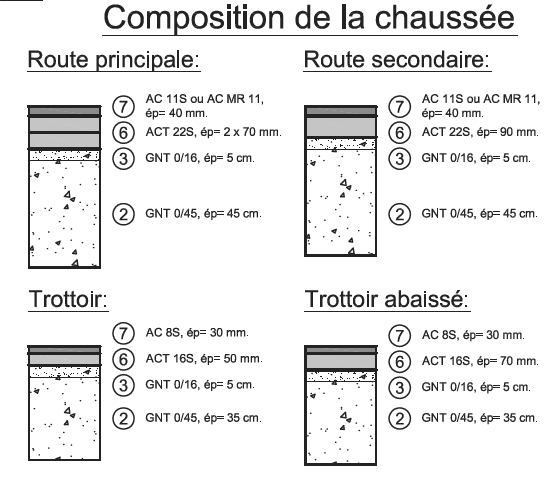 Composition de la chaussée
Route principale:
7 AC 11S ou AC MR 11,
ép= 40 mm.
6 ACT 22S, ép= 2 x 70 mm.
3 GNT 0/16, ép= 5 cm.
2 GNT 0/45, ép= 45 cm.
Route secondaire:
7 AC 11S ou AC MR 11,
ép= 40 mm.
6 ACT 22S, ép= 90 mm.
3 GNT 0/16, ép= 5 cm.
2 GNT 0/45, ép= 45 cm.
Trottoir:
7 AC 8S, ép= 30 mm.
6 ACT 16S, ép= 50 mm.
3 GNT 0/16, ép= 5 cm.
2 GNT 0/45, ép= 35 cm.
Trottoir abaissé:
7 AC 8S, ép= 30 mm.
6 ACT 16S, ép= 70 mm.
3 GNT 0/16, ép= 5 cm.
2 GNT 0/45, ép= 35 cm.